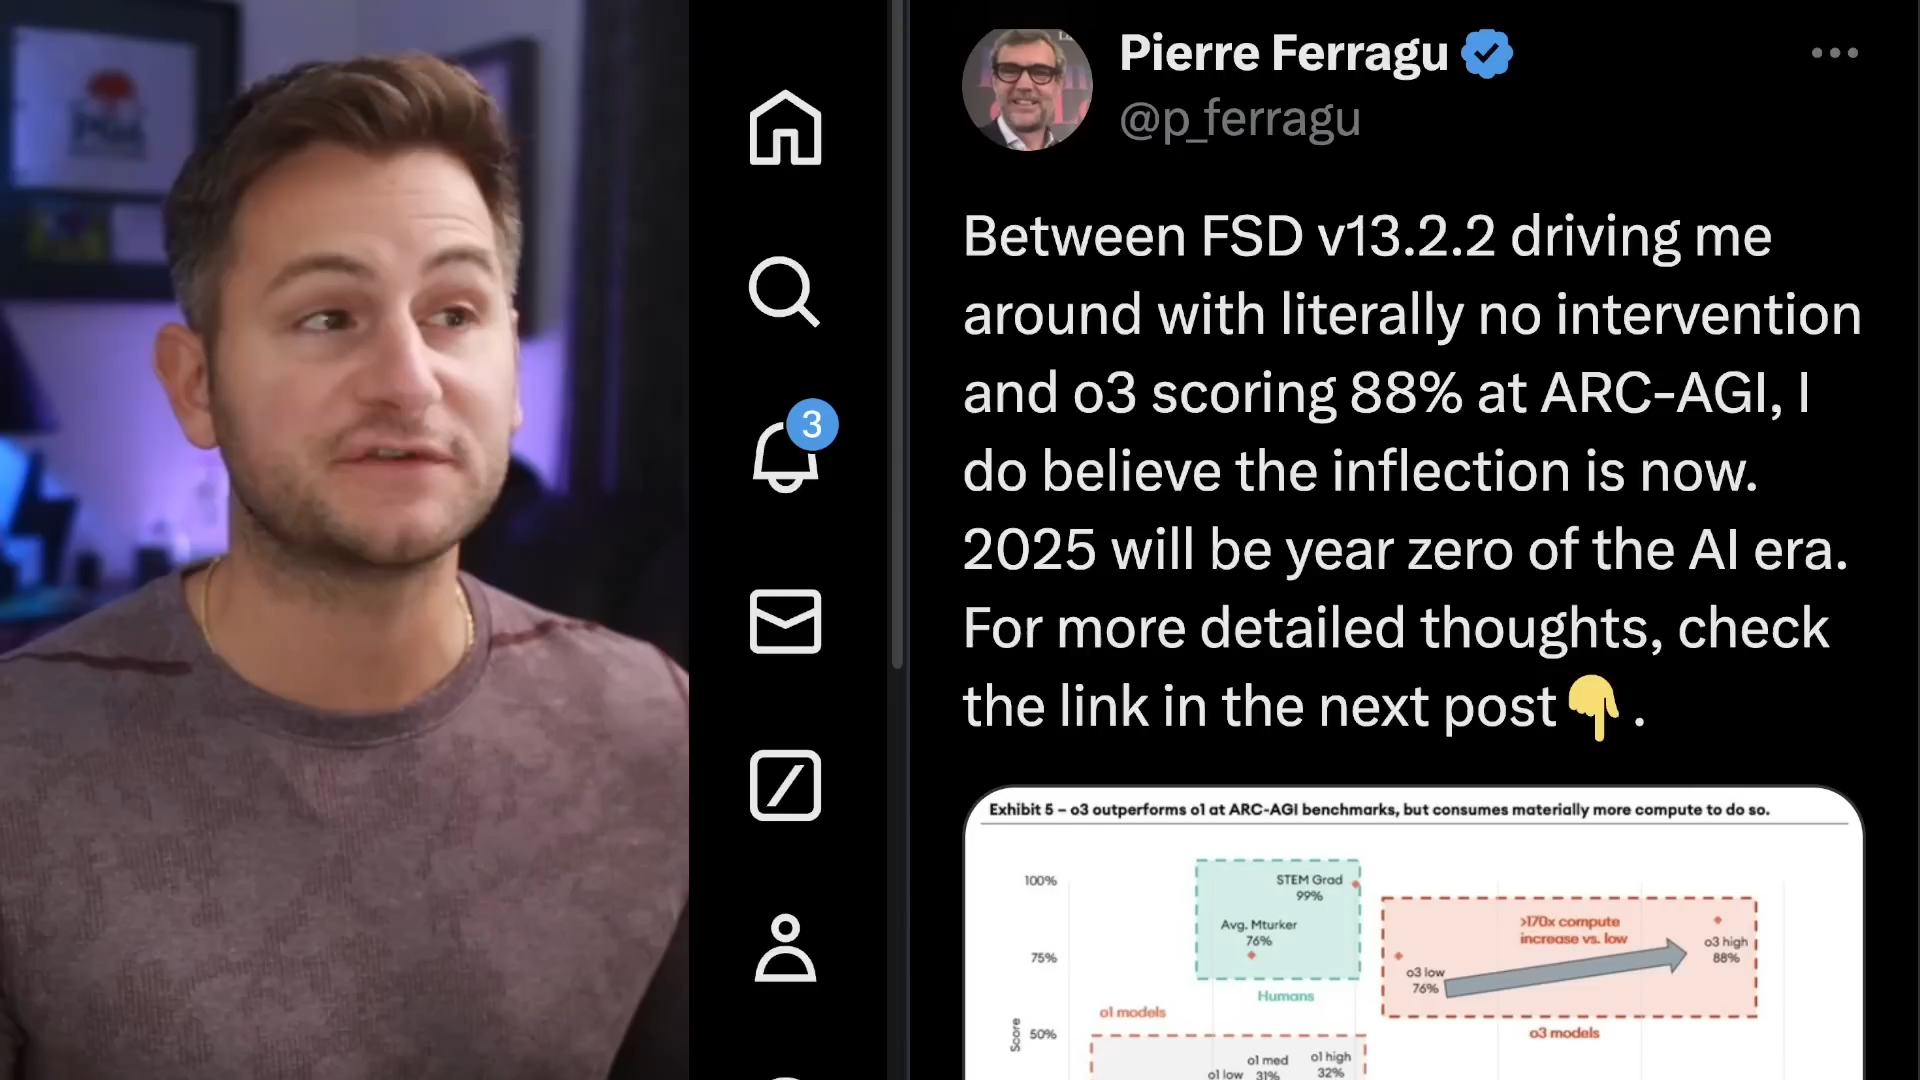 Pierre Ferragu
@p_ferragu
Between FSD v13.2.2 driving me
around with literally no intervention
and o3 scoring 88% at ARC-AGI, I
do believe the inflection is now.
2025 will be year zero of the AI era.
For more detailed thoughts, check
the link in the next post👇.
3
Exhibit 5 – o3 outperforms o1 at ARC-AGI benchmarks, but consumes materially more compute to do so.
100%
75%
50%
Score
STEM Grad
99%
Avg. Mturker
76%
Humans
>170x compute
increase vs. low
o3 high
88%
o3 low
76%
o3 models
o1 models
o1 low
o1 med
31%
o1 high
32%